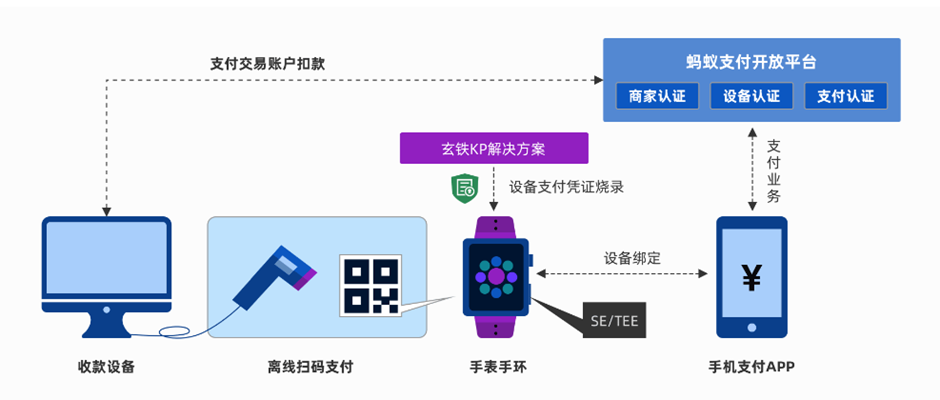 支付交易账户扣款
蚂蚁支付开放平台
商家认证
设备认证
支付认证
玄铁KP解决方案
设备支付凭证烧录
支付业务
设备绑定
¥
SE/TEE
收款设备
离线扫码支付
手表手环
手机支付APP